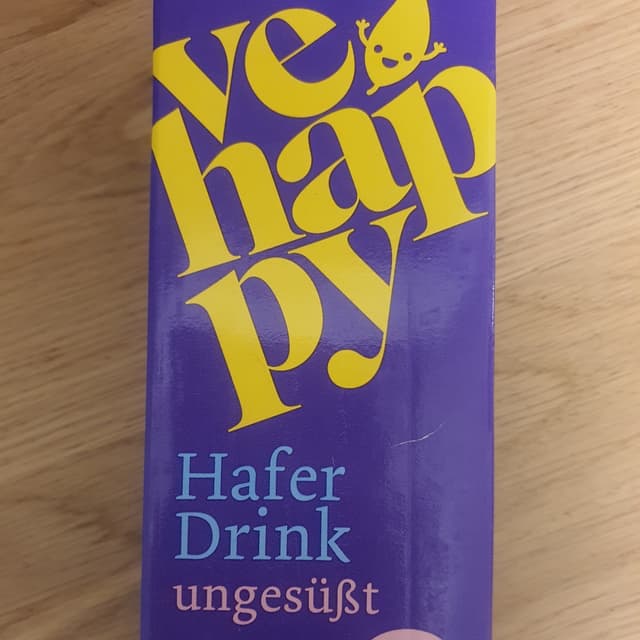 ve
hap
py
Hafer
Drink
ungesüßt